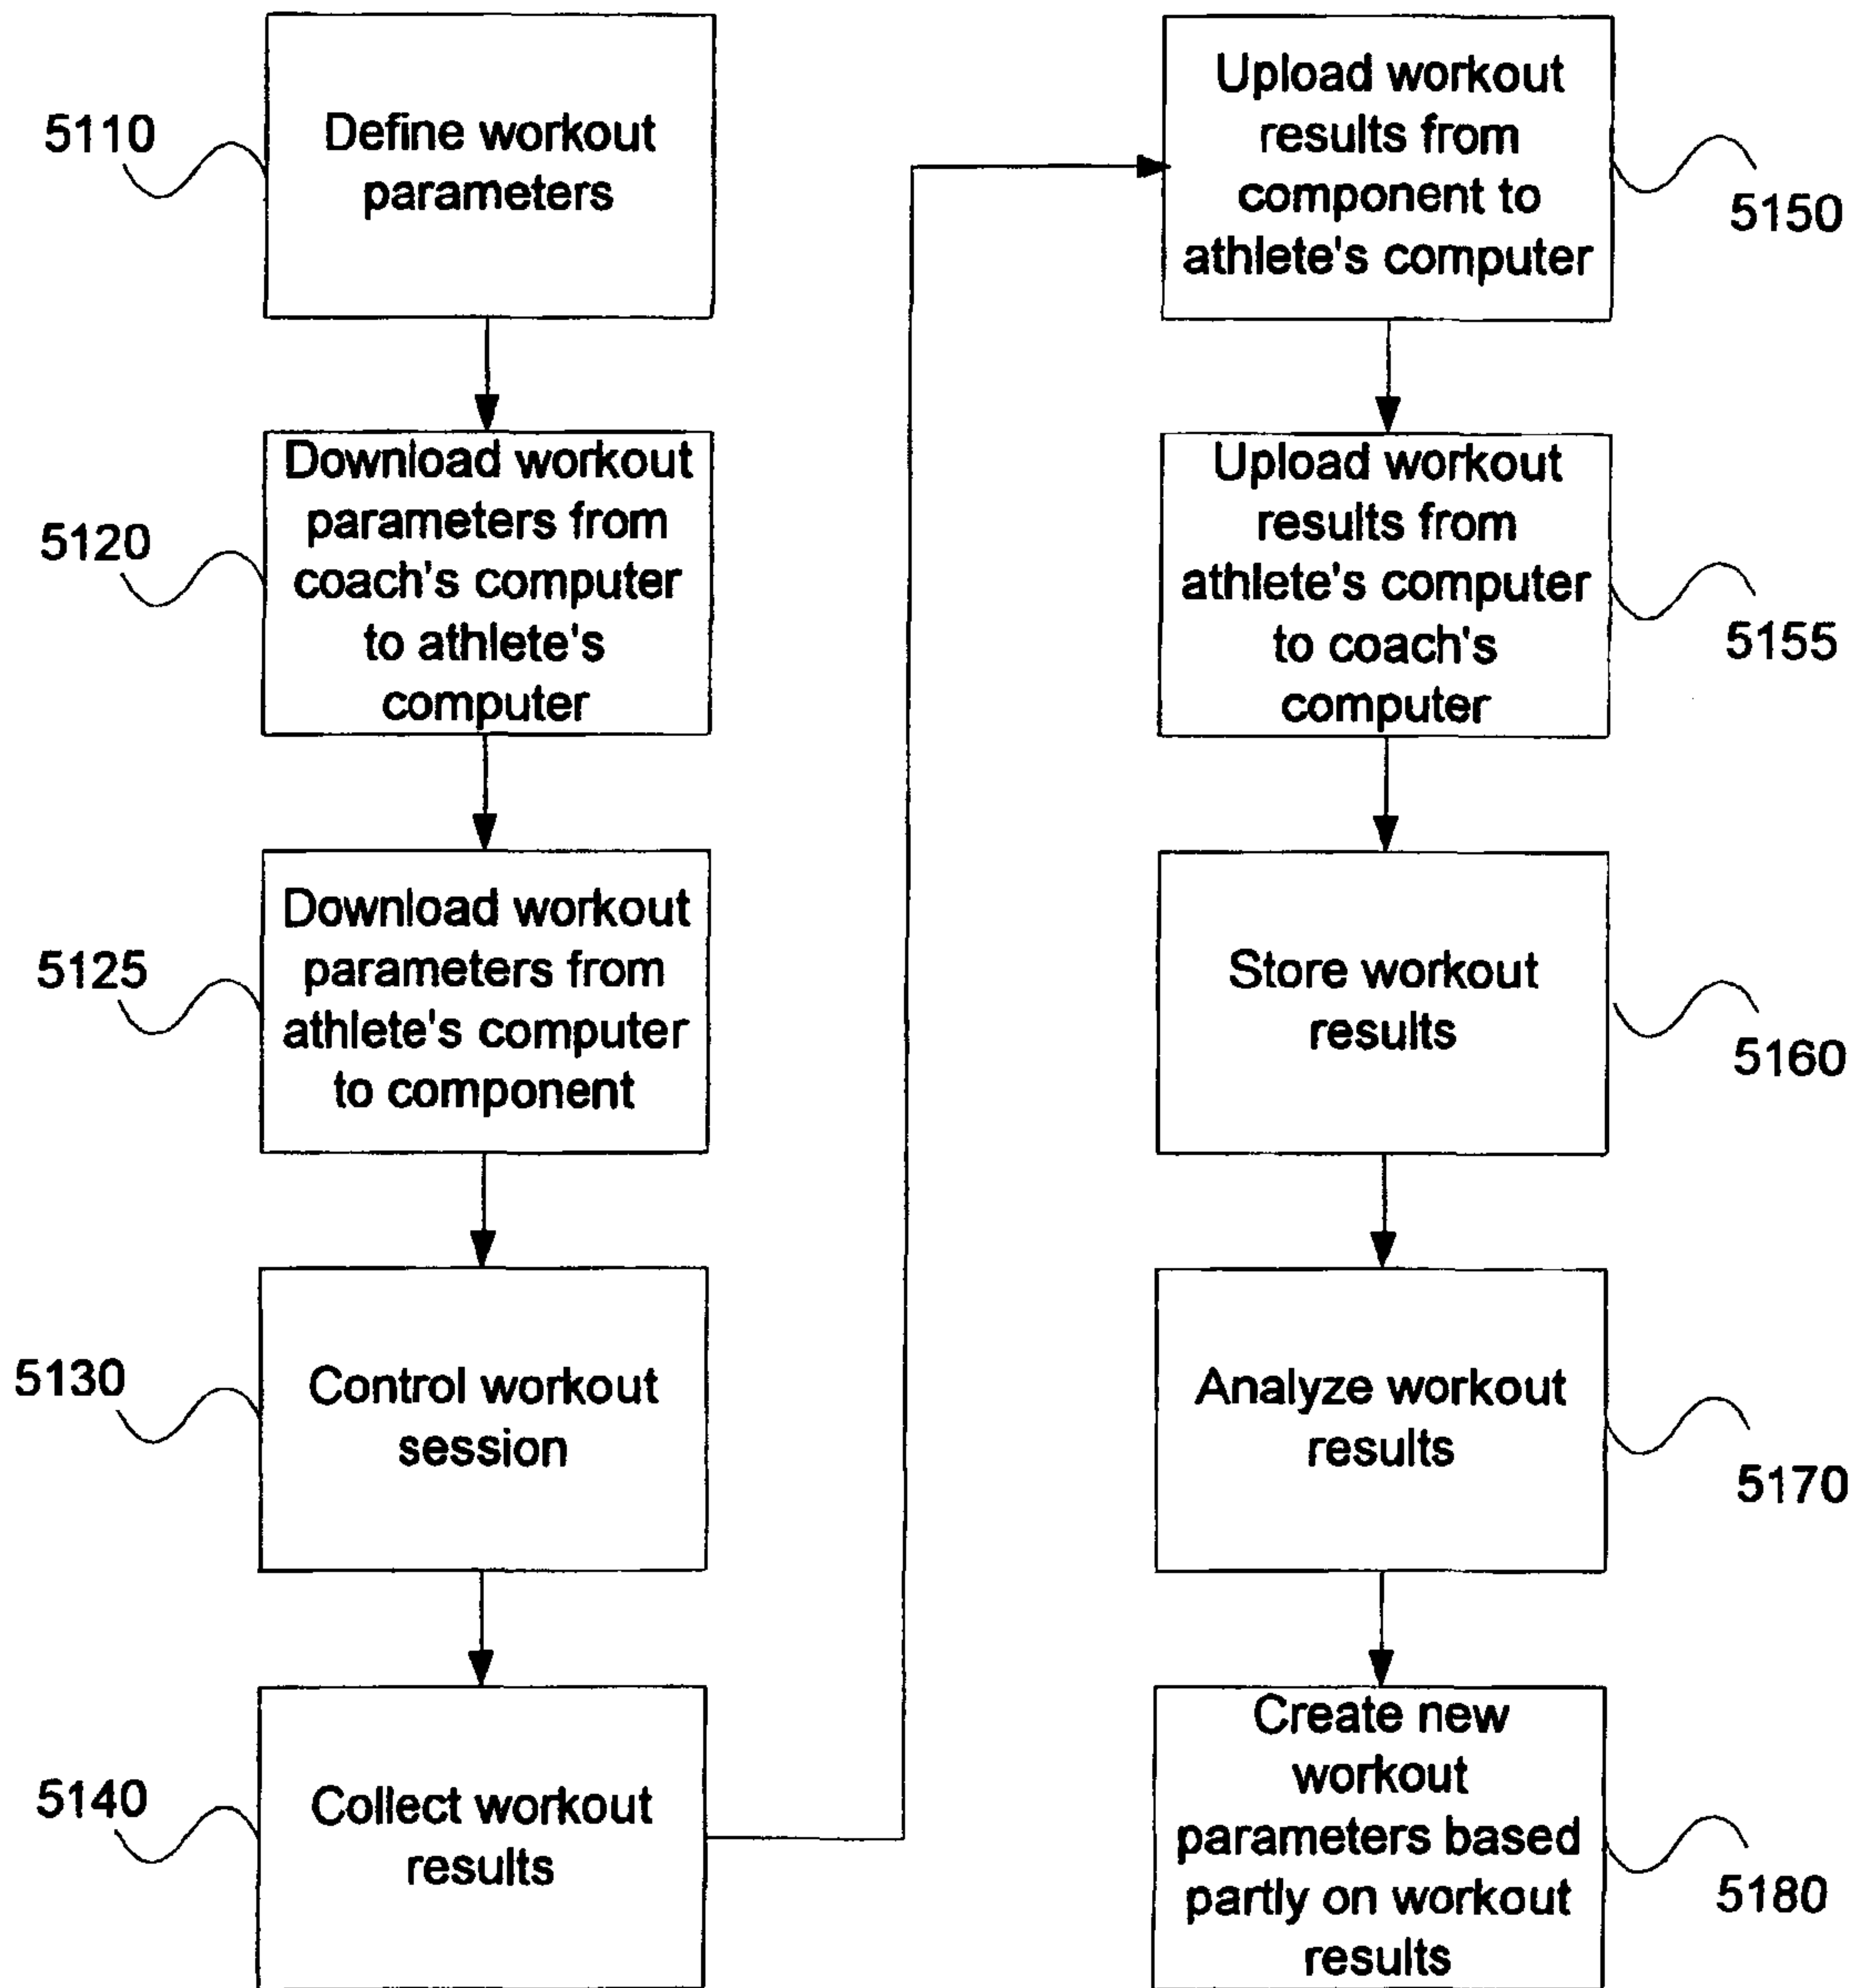 5110
Define workout
parameters
5120
Download workout
parameters from
coach's computer
to athlete's
computer
5125
Download workout
parameters from
athlete's computer
to component
5130
Control workout
session
5140
Collect workout
results
Upload workout
results from
component to
athlete's computer
5150
Upload workout
results from
athlete's computer
to coach's
computer
5155
Store workout
results
5160
Analyze workout
results
5170
Create new
workout
parameters based
partly on workout
results
5180